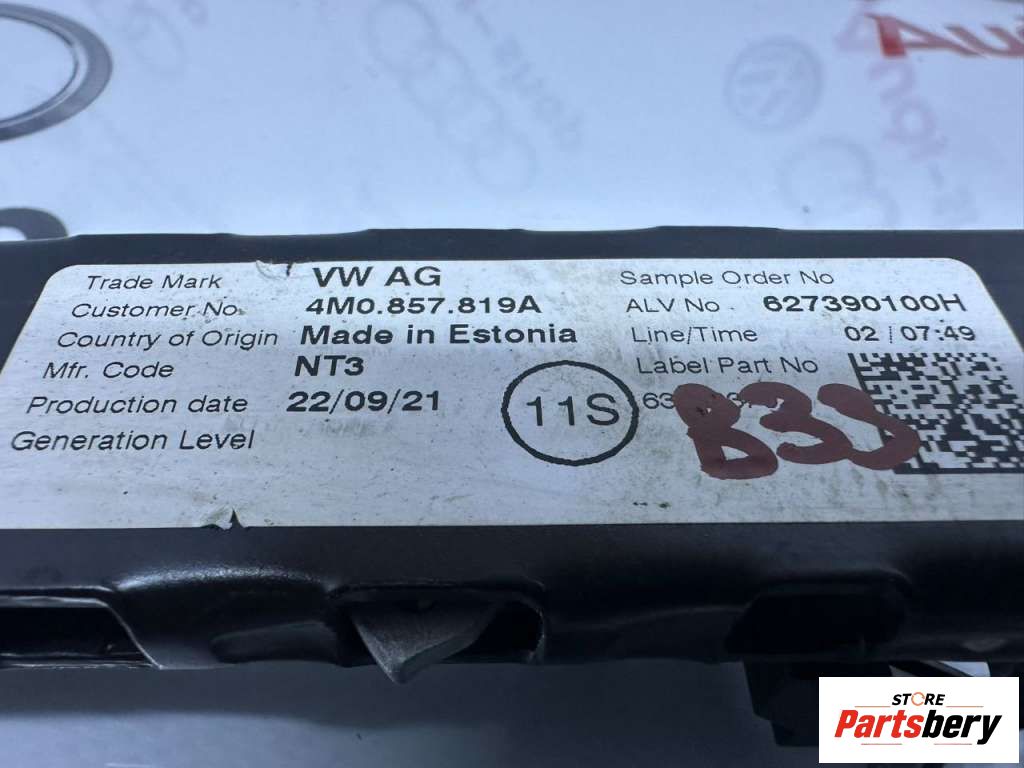 Audi
Trade Mark VW AG
Customer No. 4M0.857.819A
Country of Origin Made in Estonia
Mfr. Code NT3
Production date 22/09/21
Generation Level
11S
Sample Order No
ALV No. 627390100H
Line/Time 02/07:49
Label Part No
B33
STORE
Partsbery